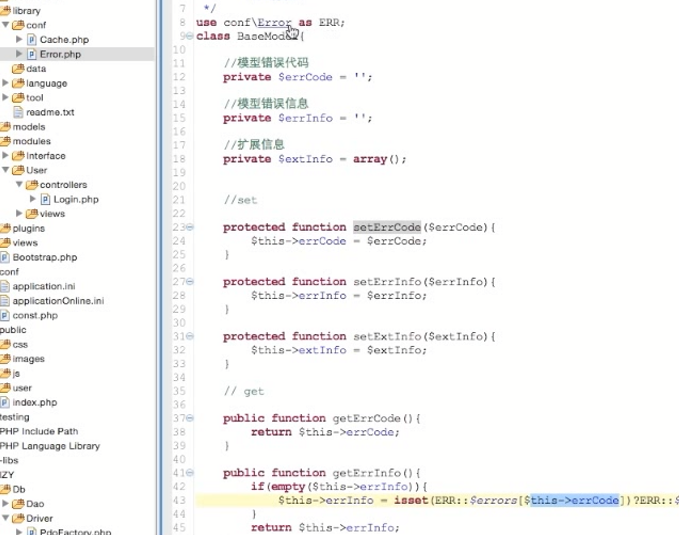 library
conf
Cache.php
Error.php
data
language
tool
readme.txt
models
modules
Interface
User
controllers
Login.php
views
plugins
views
Bootstrap.php
conf
application.ini
applicationOnline.ini
const.php
public
css
images
js
user
index.php
testing
PHP Include Path
PHP Language Library
-libs
IZY
Db
Dao
Driver
PdoFactory.php
7 */
8 use conf\Error as ERR;
9 class BaseModel{
10
11 //模型错误代码
12 private $errCode = '';
13
14 //模型错误信息
15 private $errInfo = '';
16
17 //扩展信息
18 private $extInfo = array();
19
20
21 //set
22
23 protected function setErrCode($errCode){
24 $this->errCode = $errCode;
25 }
26
27 protected function setErrInfo($errInfo){
28 $this->errInfo = $errInfo;
29 }
30
31 protected function setExtInfo($extInfo){
32 $this->extInfo = $extInfo;
33 }
34
35 // get
36
37 public function getErrCode(){
38 return $this->errCode;
39 }
40
41 public function getErrInfo(){
42 if(empty($this->errInfo)){
43 $this->errInfo = isset(ERR::$errors[$this->errCode])?ERR::$
44 }
45 return $this->errInfo;